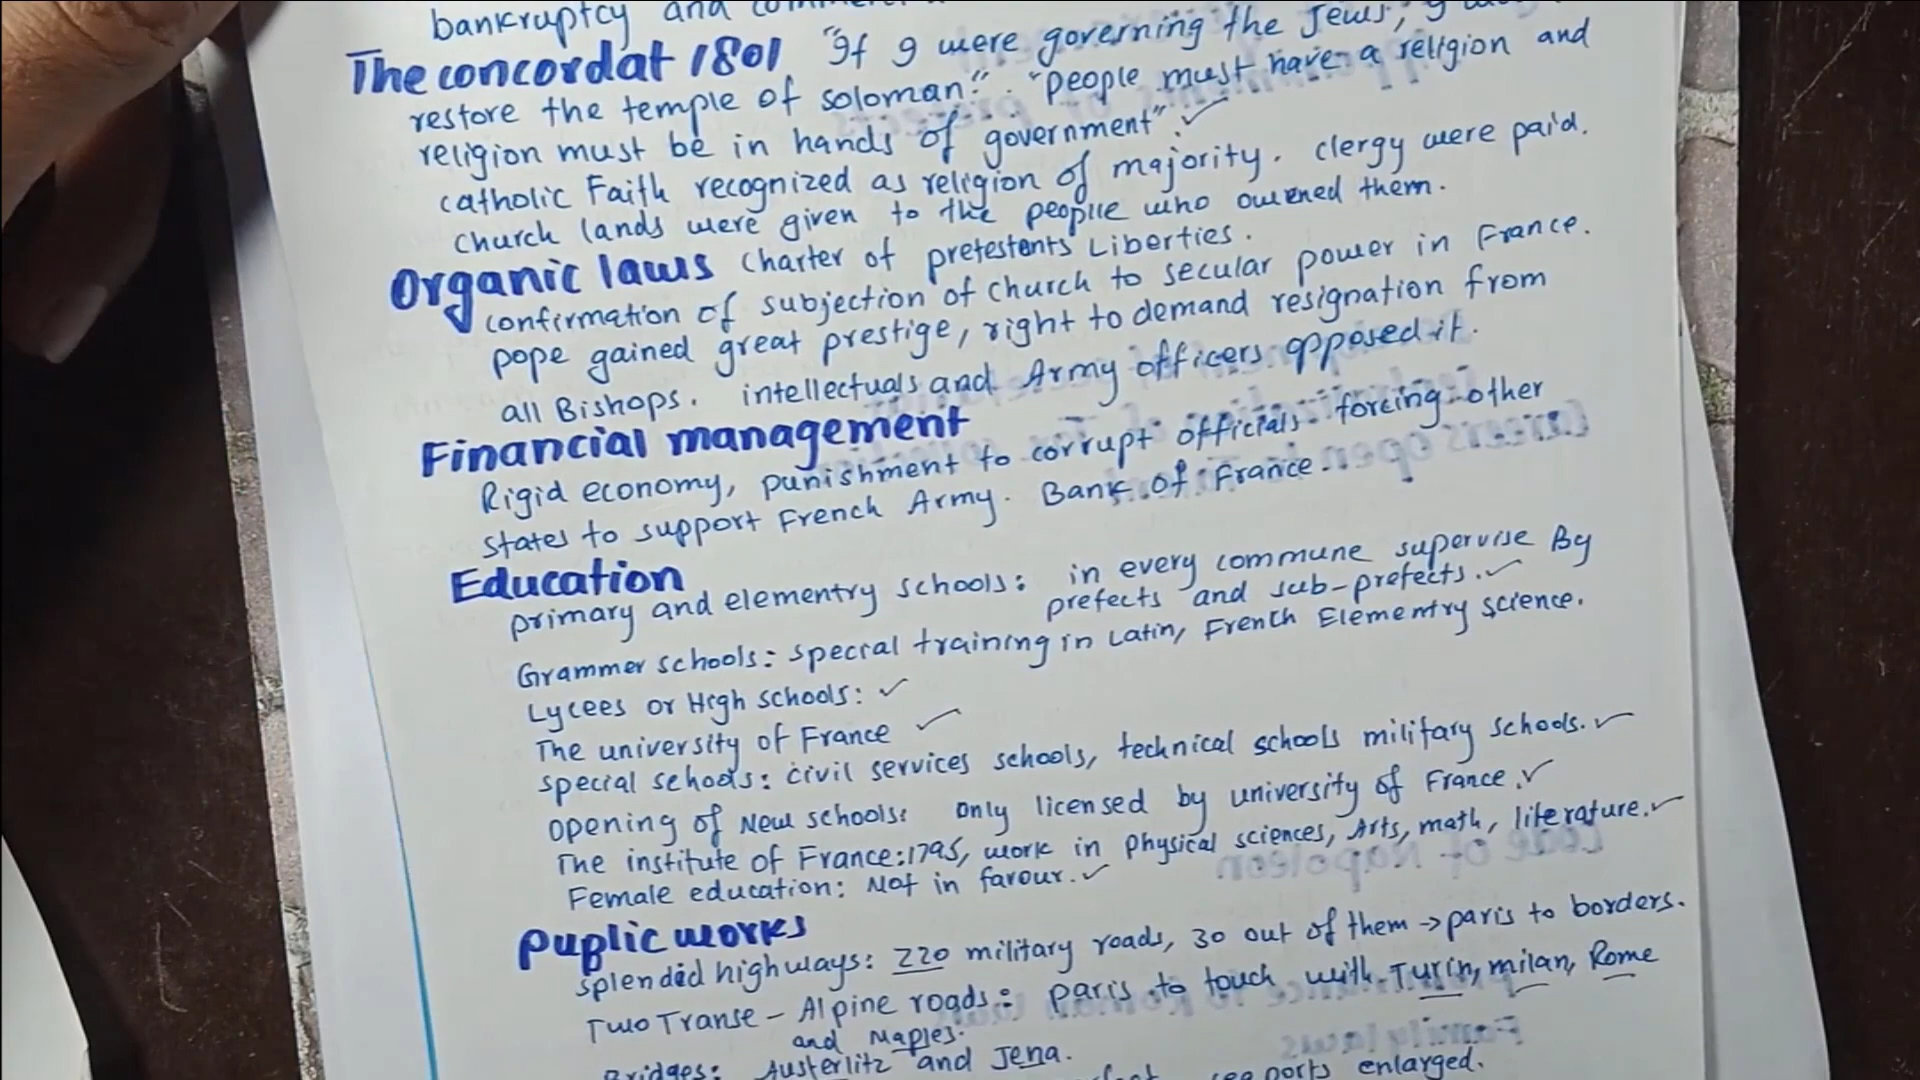 bankruptcy and
The concordat 1801 "If I were governing the Jews, I
restore the temple of soloman". "people must have a religion and
religion must be in hands of government".
catholic Faith recognized as religion of majority. clergy were paid.
church lands were given to the people who owened them.
Organic laws charter of pretestents Liberties.
confirmation of subjection of church to secular power in France.
pope gained great prestige, right to demand resignation from
all Bishops. intellectuals and Army officers opposed it.
Financial management
Rigid economy, punishment to corrupt officials forcing other
states to support French Army. Bank of France.
Education
primary and elementry schools: in every commune supervise By
prefects and sub-prefects.
Grammer schools: special training in Latin, French Elementry science.
Lycees or High schools:
The university of France
special schools: civil services schools, technical schools military schools.
opening of New schools: only licensed by university of France.
The institute of France: 1795, work in physical sciences, Arts, math, literature.
Female education: Not in favour.
Public works
splendid highways: 220 military roads, 30 out of them → paris to borders.
Two Transe - Alpine roads: paris to touch with Turin, milan, Rome
and Naples.
Bridges: Austerlitz and Jena.
sea ports enlarged.